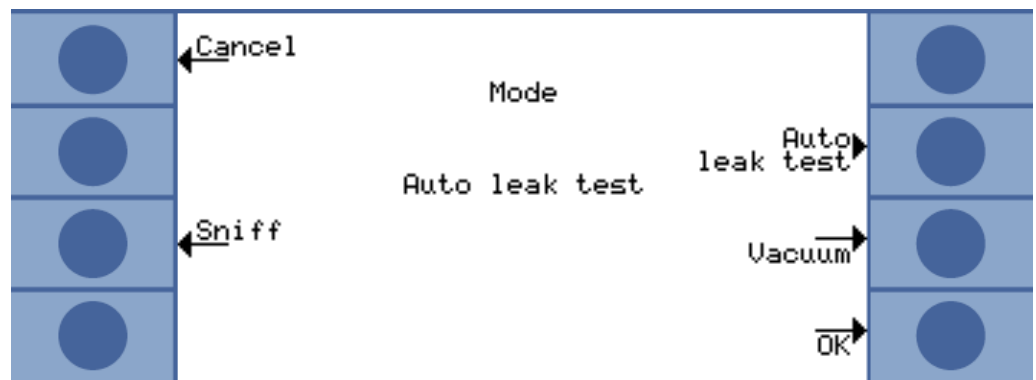 Cancel
Mode
Auto
leak test
Auto leak test
Sniff
Vacuum
OK